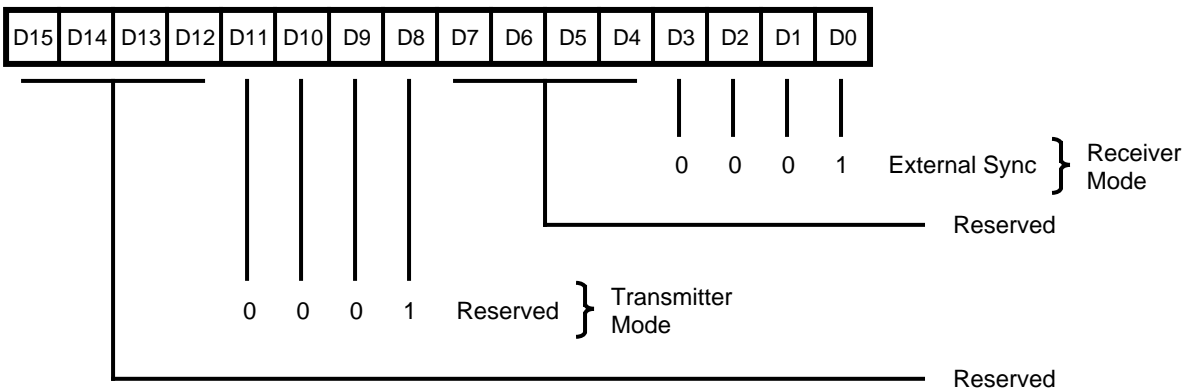 D15 D14 D13 D12 D11 D10 D9 D8 D7 D6 D5 D4 D3 D2 D1 D0
0 0 0 1 External Sync } Receiver
Mode
Reserved
0 0 0 1 Reserved } Transmitter
Mode
Reserved